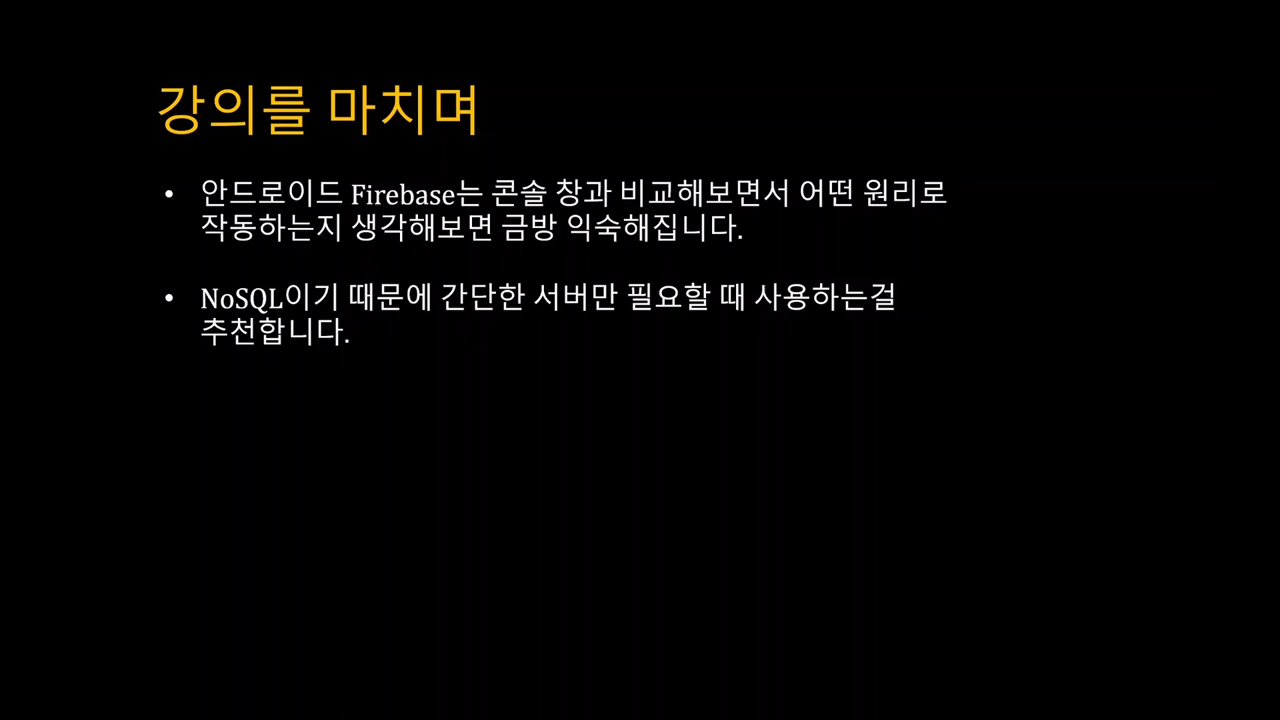 강의를 마치며
• 안드로이드 Firebase는 콘솔 창과 비교해보면서 어떤 원리로
작동하는지 생각해보면 금방 익숙해집니다.
• NoSQL이기 때문에 간단한 서버만 필요할 때 사용하는걸
추천합니다.